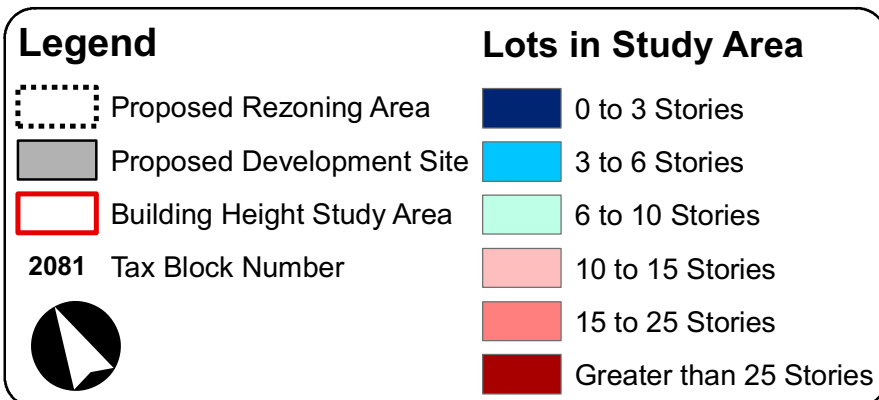 Legend
Proposed Rezoning Area
Proposed Development Site
Building Height Study Area
2081 Tax Block Number
Lots in Study Area
0 to 3 Stories
3 to 6 Stories
6 to 10 Stories
10 to 15 Stories
15 to 25 Stories
Greater than 25 Stories